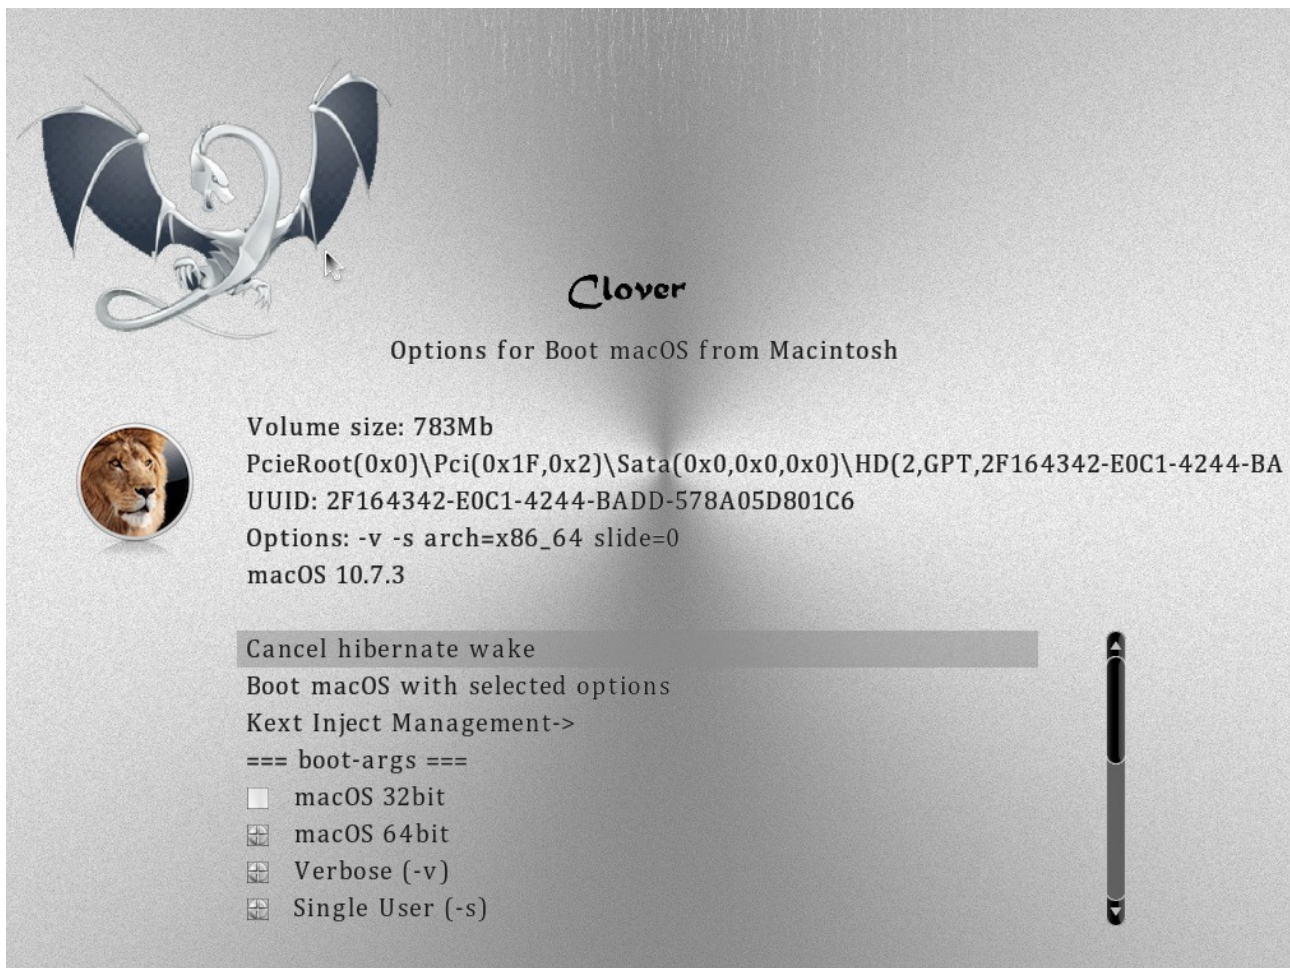 Clover
Options for Boot macOS from Macintosh
Volume size: 783Mb
PcieRoot(0x0)\Pci(0x1F,0x2)\Sata(0x0,0x0,0x0)\HD(2,GPT,2F164342-E0C1-4244-BA
UUID: 2F164342-E0C1-4244-BADD-578A05D801C6
Options: -v -s arch=x86_64 slide=0
macOS 10.7.3
Cancel hibernate wake
Boot macOS with selected options
Kext Inject Management->
=== boot-args ===
macOS 32bit
macOS 64bit
Verbose (-v)
Single User (-s)